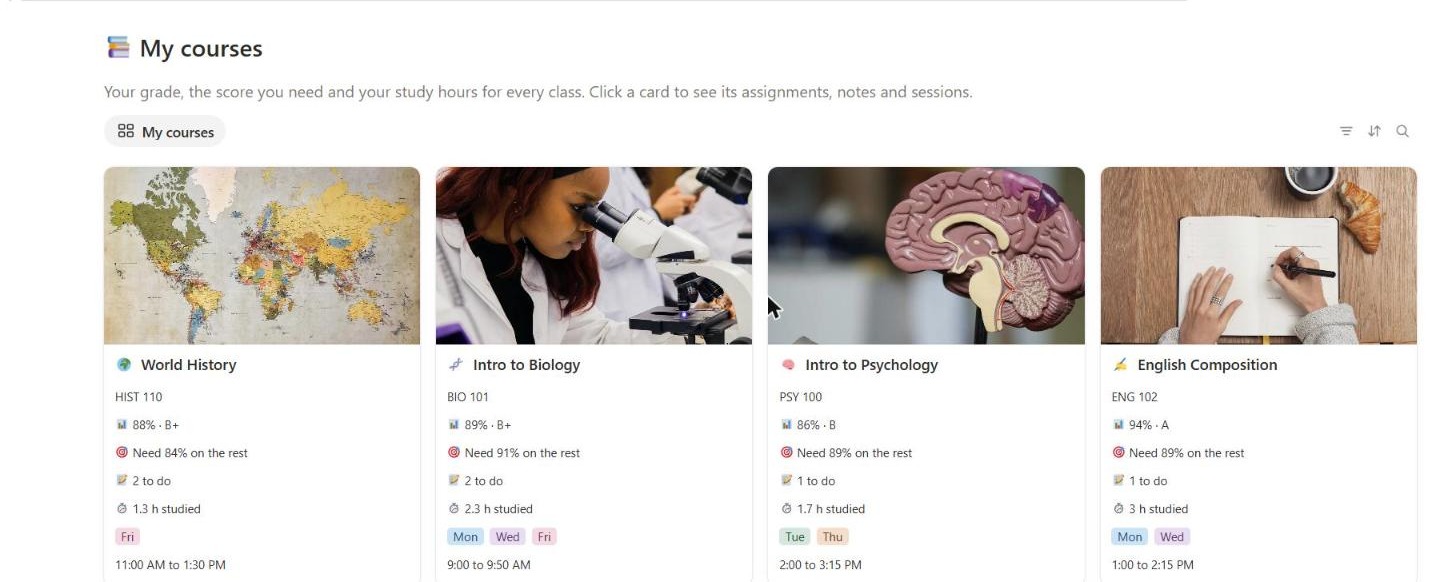 My courses
Your grade, the score you need and your study hours for every class. Click a card to see its assignments, notes and sessions.
My courses
World History
HIST 110
88% · B+
Need 84% on the rest
2 to do
1.3 h studied
Fri
11:00 AM to 1:30 PM
Intro to Biology
BIO 101
89% · B+
Need 91% on the rest
2 to do
2.3 h studied
Mon Wed Fri
9:00 to 9:50 AM
Intro to Psychology
PSY 100
86% · B
Need 89% on the rest
1 to do
1.7 h studied
Tue Thu
2:00 to 3:15 PM
English Composition
ENG 102
94% · A
Need 89% on the rest
1 to do
3 h studied
Mon Wed
1:00 to 2:15 PM